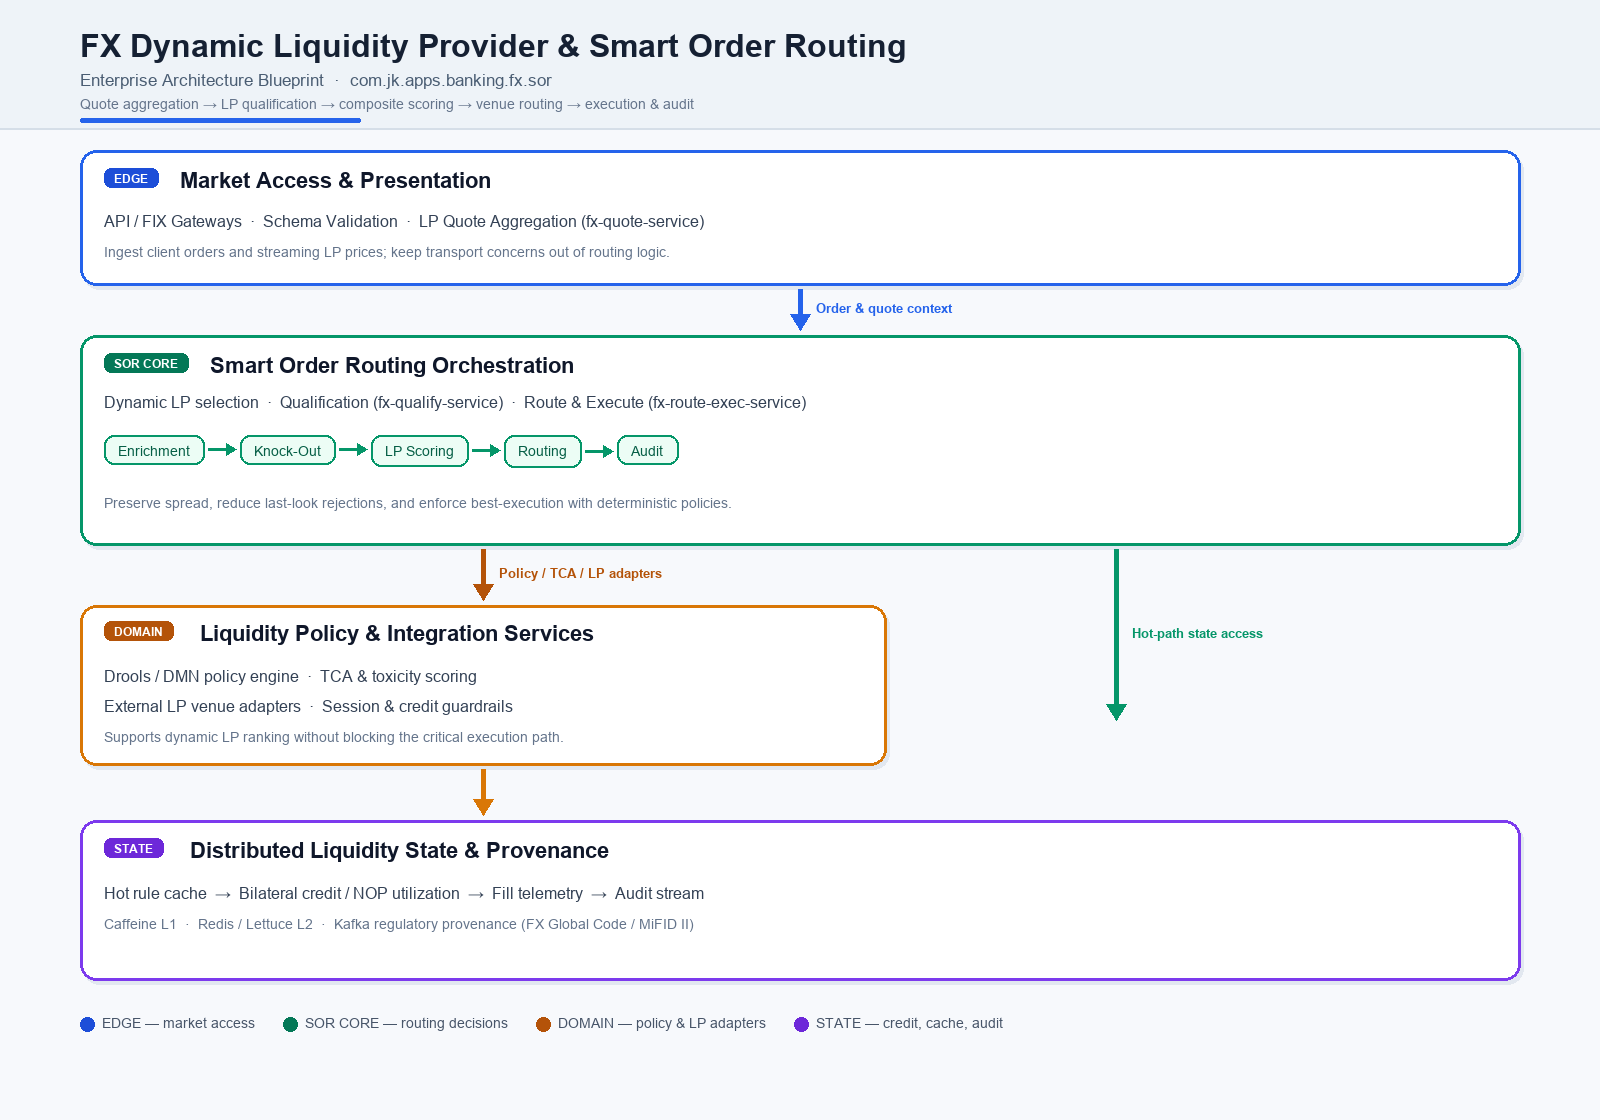 FX Dynamic Liquidity Provider & Smart Order Routing
Enterprise Architecture Blueprint · com.jk.apps.banking.fx.sor
Quote aggregation → LP qualification → composite scoring → venue routing → execution & audit
EDGE Market Access & Presentation
API / FIX Gateways · Schema Validation · LP Quote Aggregation (fx-quote-service)
Ingest client orders and streaming LP prices; keep transport concerns out of routing logic.
Order & quote context
SOR CORE Smart Order Routing Orchestration
Dynamic LP selection · Qualification (fx-qualify-service) · Route & Execute (fx-route-exec-service)
Enrichment Knock-Out LP Scoring Routing Audit
Preserve spread, reduce last-look rejections, and enforce best-execution with deterministic policies.
Policy / TCA / LP adapters
DOMAIN Liquidity Policy & Integration Services
Hot-path state access
Drools / DMN policy engine · TCA & toxicity scoring
External LP venue adapters · Session & credit guardrails
Supports dynamic LP ranking without blocking the critical execution path.
STATE Distributed Liquidity State & Provenance
Hot rule cache → Bilateral credit / NOP utilization → Fill telemetry → Audit stream
Caffeine L1 · Redis / Lettuce L2 · Kafka regulatory provenance (FX Global Code / MiFID II)
EDGE — market access SOR CORE — routing decisions DOMAIN — policy & LP adapters STATE — credit, cache, audit